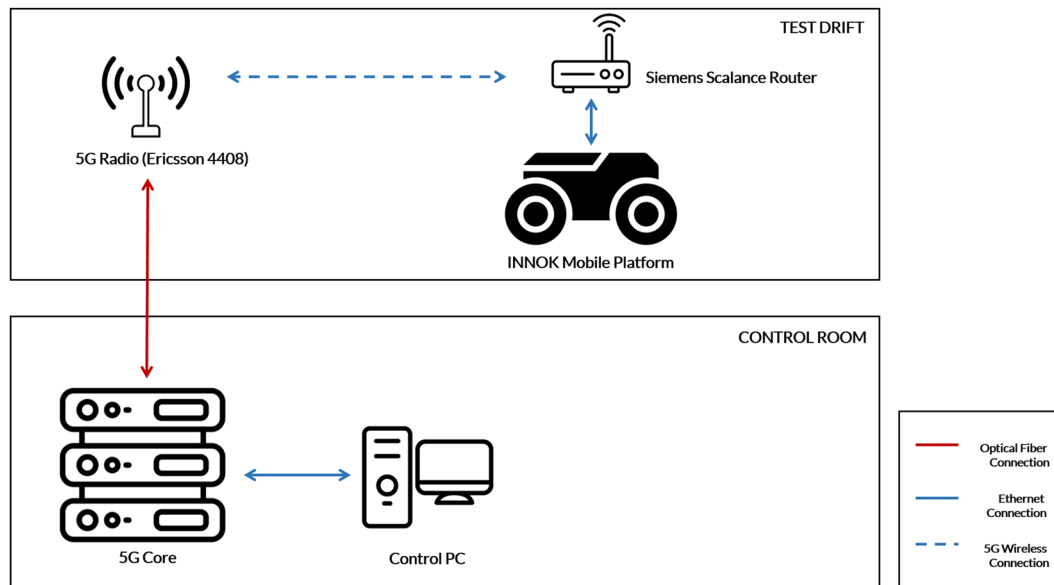 TEST DRIFT
Siemens Scalance Router
5G Radio (Ericsson 4408)
INNOK Mobile Platform
CONTROL ROOM
5G Core
Control PC
Optical Fiber
Connection
Ethernet
Connection
5G Wireless
Connection